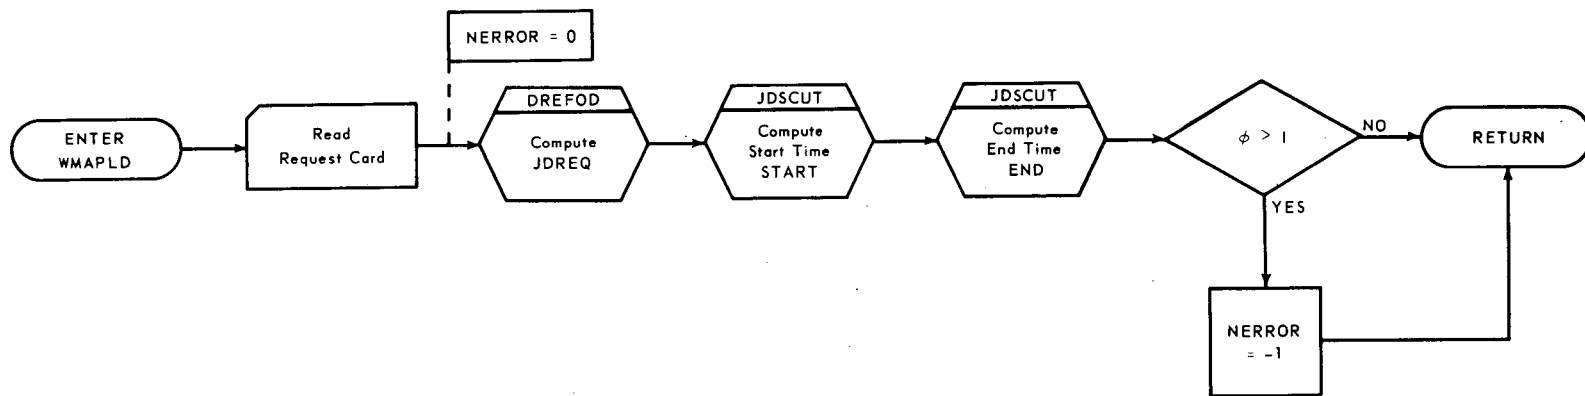 NERROR = 0
ENTER
WMAPLD
Read
Request Card
DREFOD
Compute
JDREQ
JDSCUT
Compute
Start Time
START
JDSCUT
Compute
End Time
END
ϕ > 1
NO
RETURN
YES
NERROR
= -1